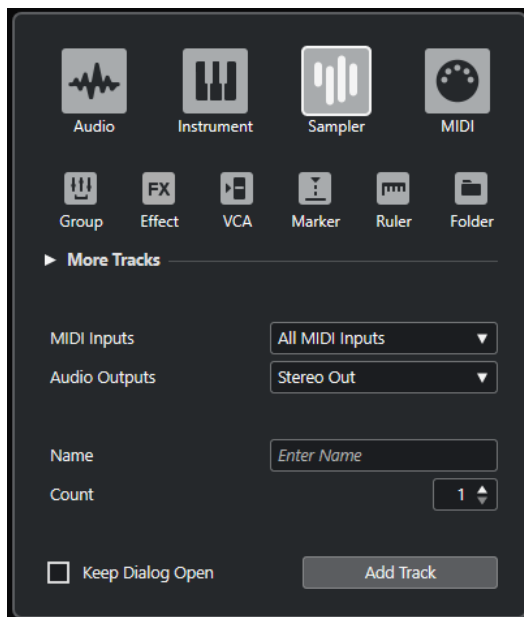 Audio Instrument Sampler MIDI
FX
Group Effect VCA Marker Ruler Folder
More Tracks
MIDI Inputs All MIDI Inputs
Audio Outputs Stereo Out
Name Enter Name
Count 1
Keep Dialog Open Add Track